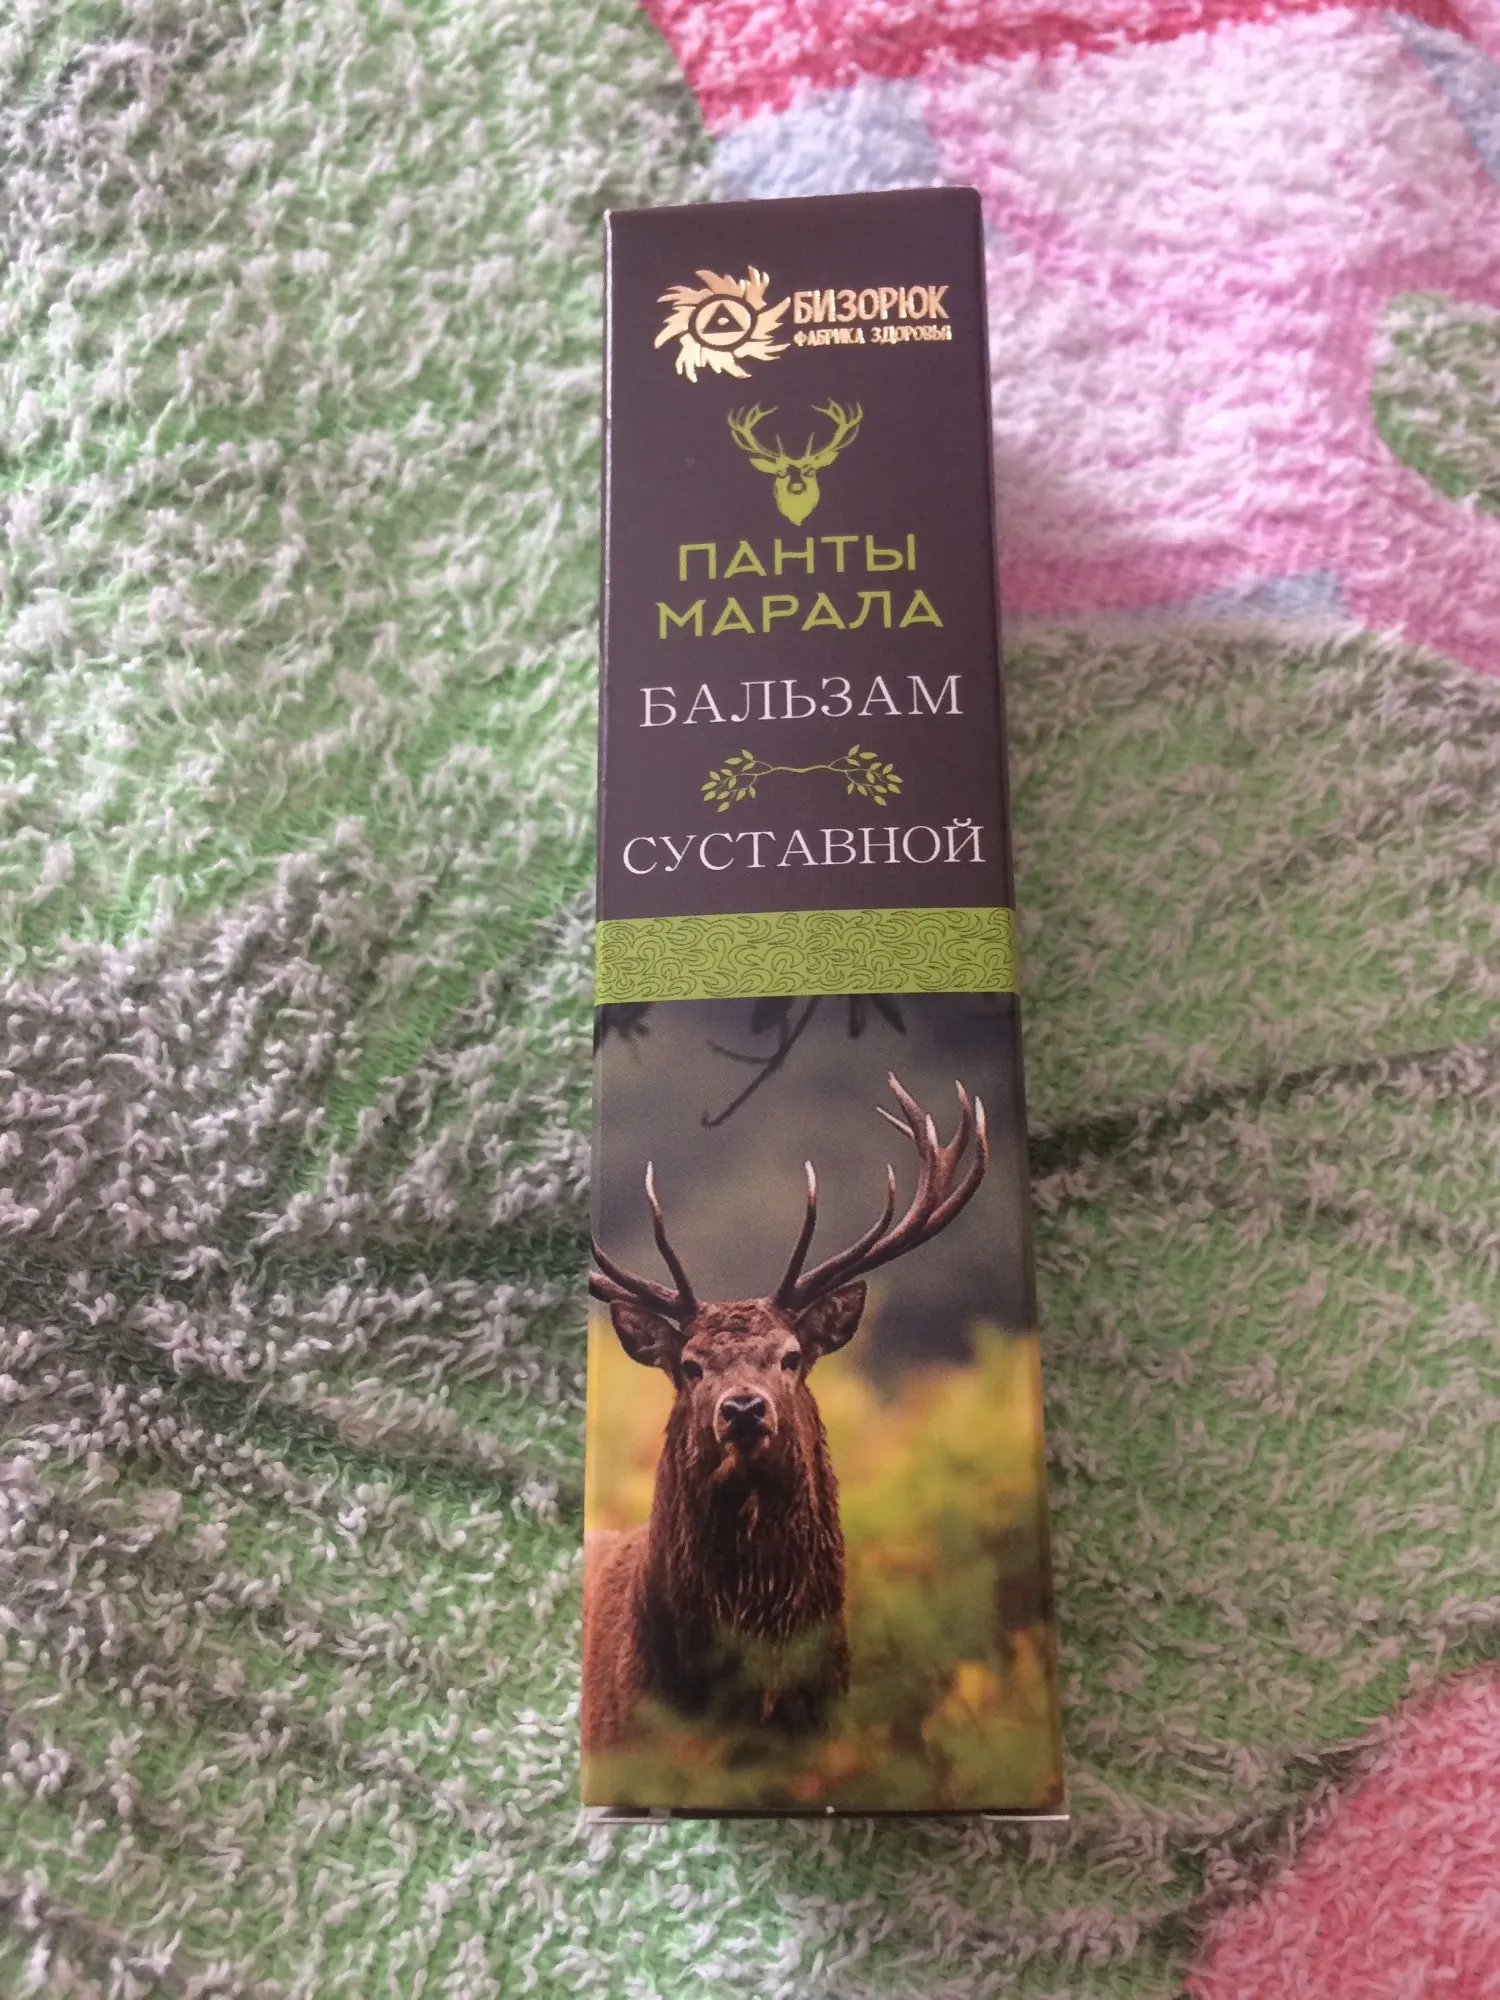 БИЗОРЮК
ФАБРИКА ЗДОРОВЬЯ
ПАНТЫ
МАРАЛА
БАЛЬЗАМ
СУСТАВНОЙ